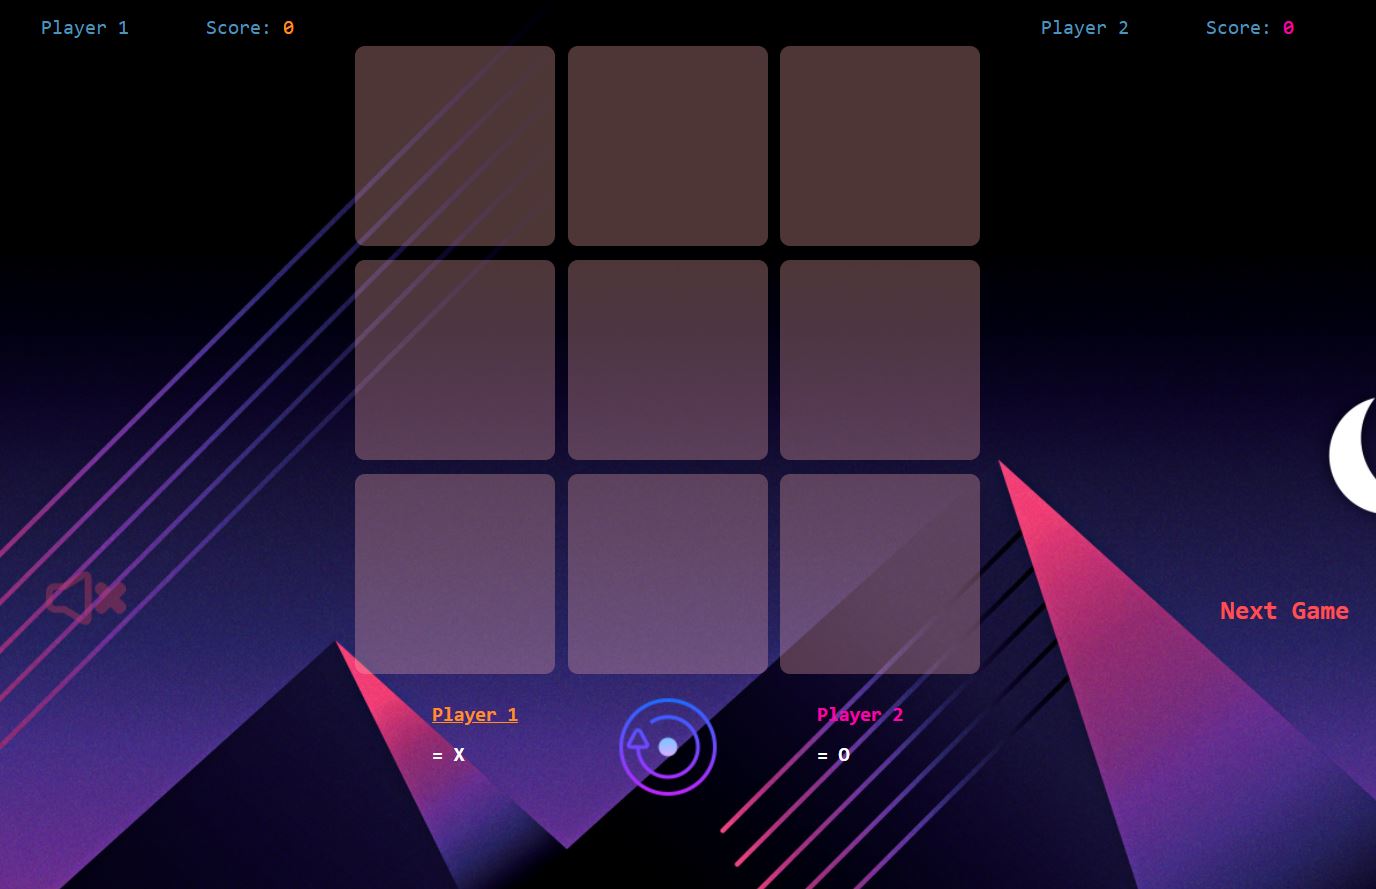 Player 1 Score: 0
Player 2 Score: 0
Next Game
Player 1
= X
Player 2
= O